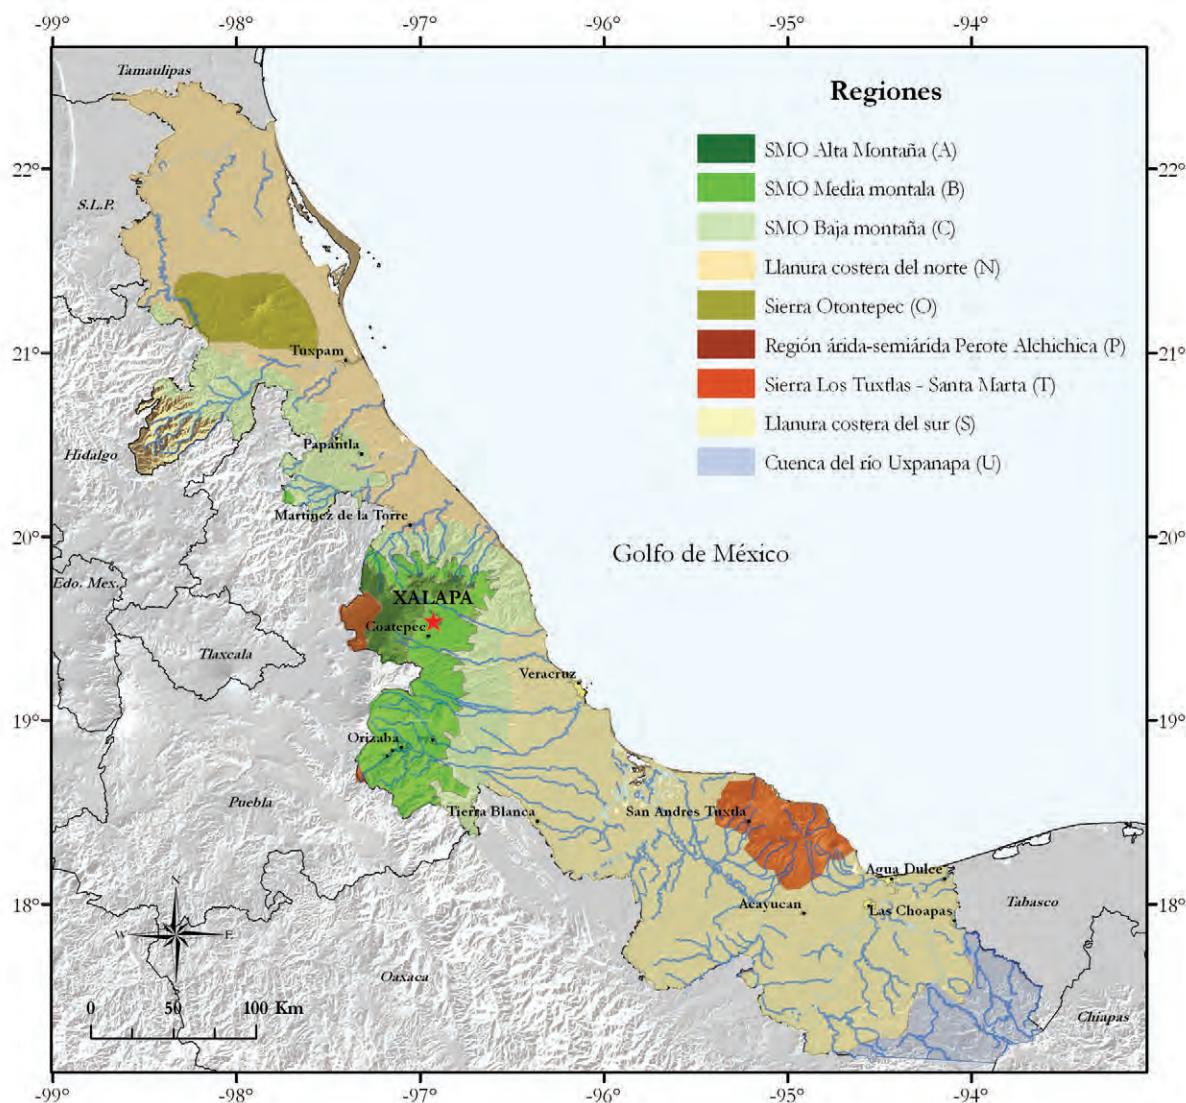 -99° -98° -97° -96° -95° -94°
Regiones
SMO Alta Montaña (A)
SMO Media montala (B)
SMO Baja montaña (C)
Llanura costera del norte (N)
Sierra Otontepec (O)
Región árida-semiárida Perote Alchichica (P)
Sierra Los Tuxtlas - Santa Marta (T)
Llanura costera del sur (S)
Cuenca del río Uxpanapa (U)
Tamaulipas
22° 22°
S.L.P.
21° 21°
Tuxpam
Papantla
Hidalgo
Martinez de la Torre
20° 20°
Golfo de México
Edo. Mex.
XALAPA
Coatepec
Tlaxcala
Veracruz
19° 19°
Orizaba
Puebla
Tierra Blanca
San Andres Tuxtla
Agua Dulce
Acayucan
Las Choapas
Tabasco
18° 18°
N
W E
S
Oaxaca
0 50 100 Km
Chiapas
-99° -98° -97° -96° -95° -94°